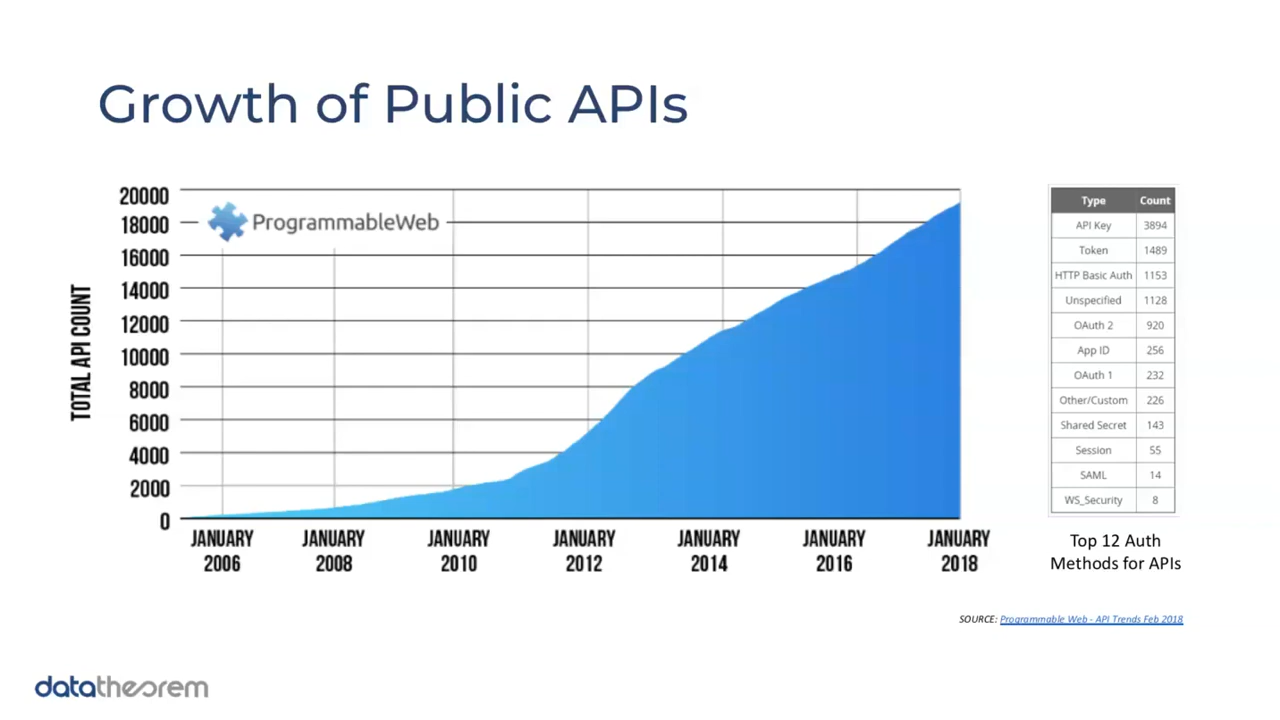 Growth of Public APIs
ProgrammableWeb
TOTAL API COUNT
20000
18000
16000
14000
12000
10000
8000
6000
4000
2000
0
JANUARY 2006
JANUARY 2008
JANUARY 2010
JANUARY 2012
JANUARY 2014
JANUARY 2016
JANUARY 2018
Type Count
API Key 3894
Token 1489
HTTP Basic Auth 1153
Unspecified 1128
OAuth 2 920
App ID 256
OAuth 1 232
Other/Custom 226
Shared Secret 143
Session 55
SAML 14
WS_Security 8
Top 12 Auth
Methods for APIs
SOURCE: Programmable Web - API Trends Feb 2018
datatheorem